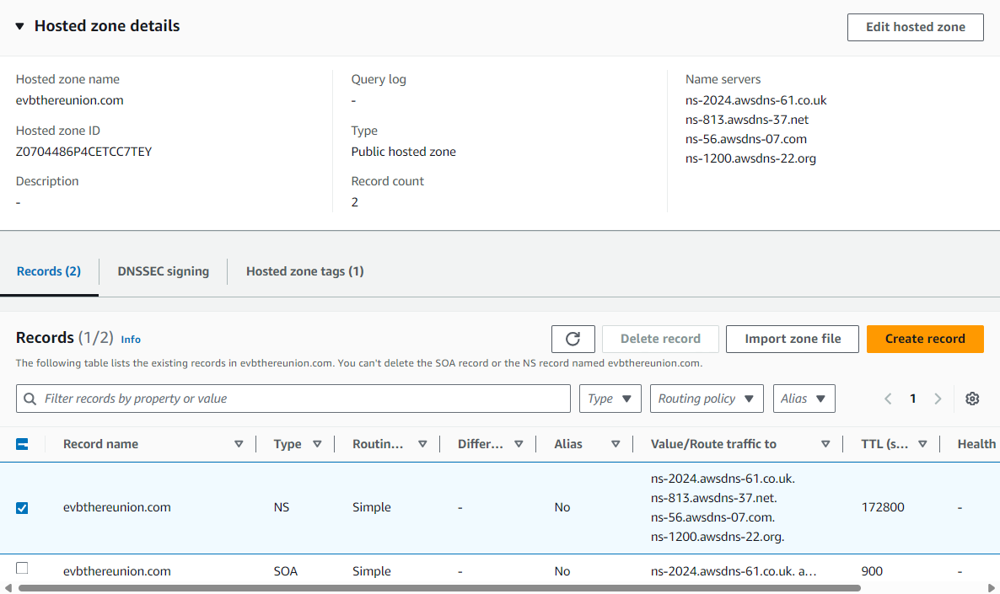 Hosted zone details
Edit hosted zone
Hosted zone name
evbthereunion.com
Hosted zone ID
Z0704486P4CETCC7TEY
Description
-
Query log
-
Type
Public hosted zone
Record count
2
Name servers
ns-2024.awsdns-61.co.uk
ns-813.awsdns-37.net
ns-56.awsdns-07.com
ns-1200.awsdns-22.org
Records (2)
DNSSEC signing
Hosted zone tags (1)
Records (1/2) Info
Delete record
Import zone file
Create record
The following table lists the existing records in evbthereunion.com. You can't delete the SOA record or the NS record named evbthereunion.com.
Filter records by property or value
Type
Routing policy
Alias
1
Record name Type Routin... Differ... Alias Value/Route traffic to TTL (s... Health
evbthereunion.com NS Simple - No
ns-2024.awsdns-61.co.uk.
ns-813.awsdns-37.net.
ns-56.awsdns-07.com.
ns-1200.awsdns-22.org.
172800 -
evbthereunion.com SOA Simple - No ns-2024.awsdns-61.co.uk. a... 900 -